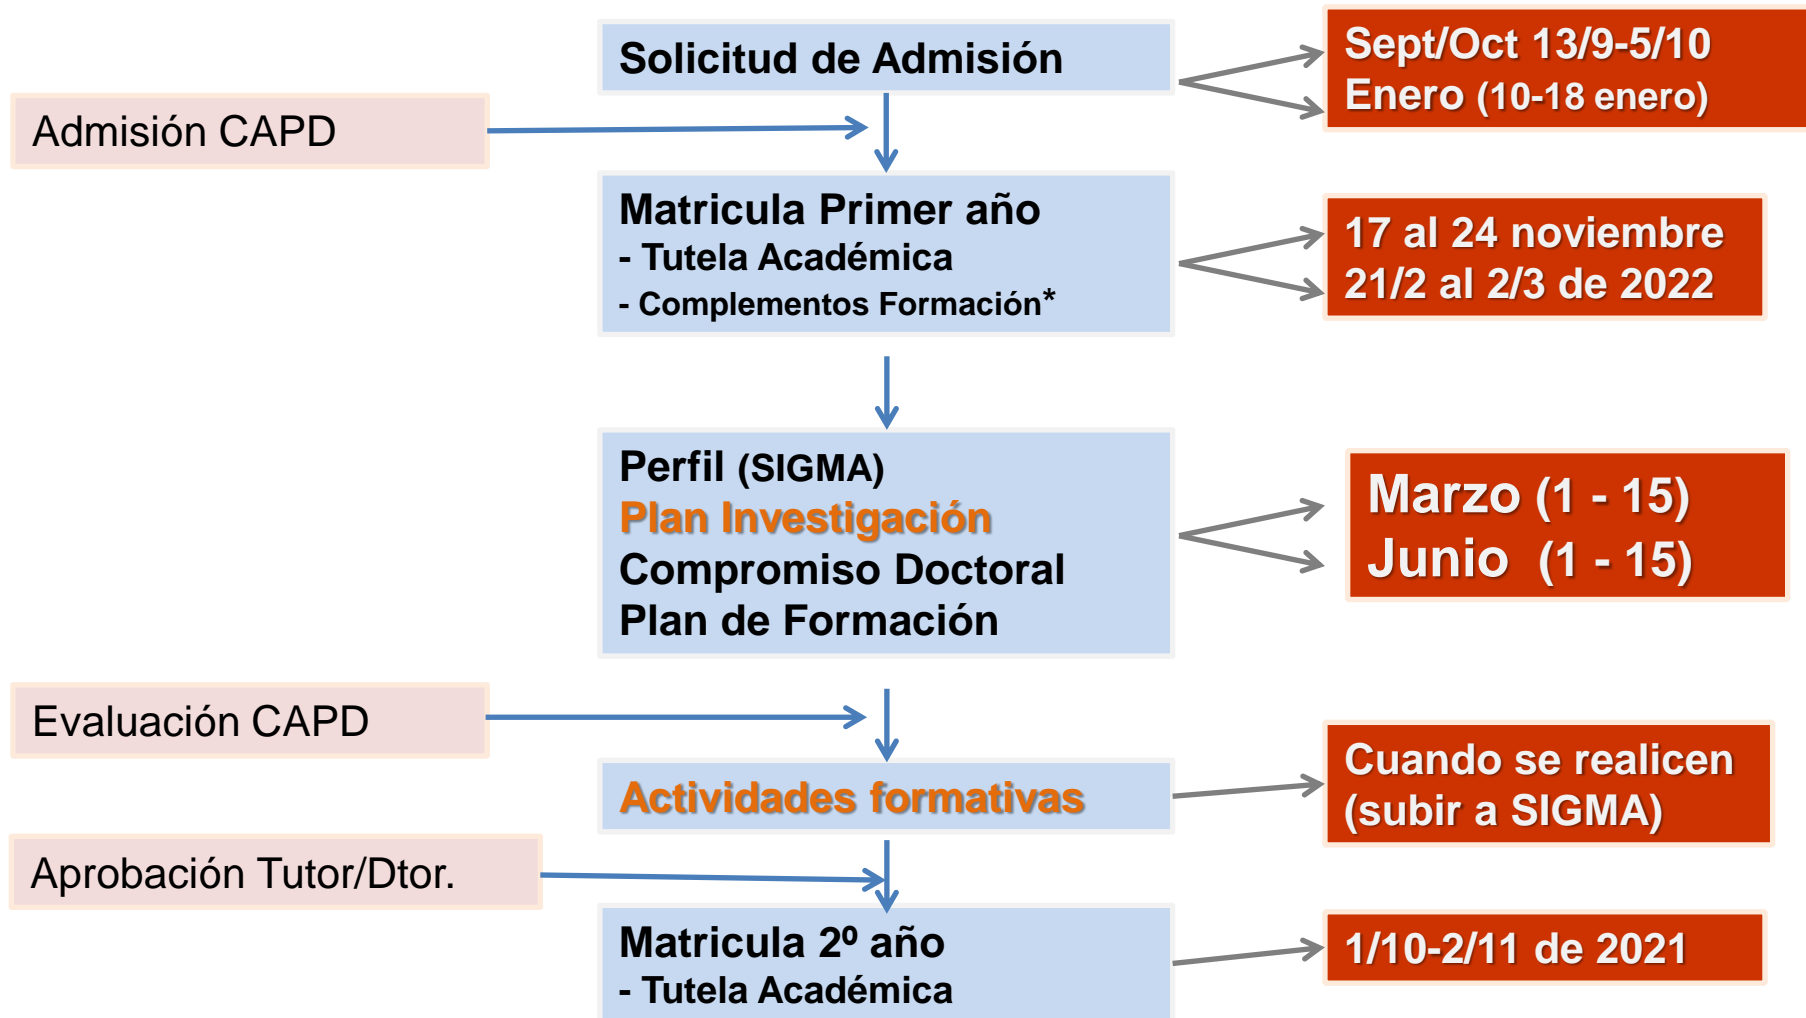 Solicitud de Admisión
Sept/Oct 13/9-5/10
Enero (10-18 enero)
Admisión CAPD
Matricula Primer año
- Tutela Académica
- Complementos Formación*
17 al 24 noviembre
21/2 al 2/3 de 2022
Perfil (SIGMA)
Plan Investigación
Compromiso Doctoral
Plan de Formación
Marzo (1 - 15)
Junio (1 - 15)
Evaluación CAPD
Actividades formativas
Cuando se realicen
(subir a SIGMA)
Aprobación Tutor/Dtor.
Matricula 2º año
- Tutela Académica
1/10-2/11 de 2021